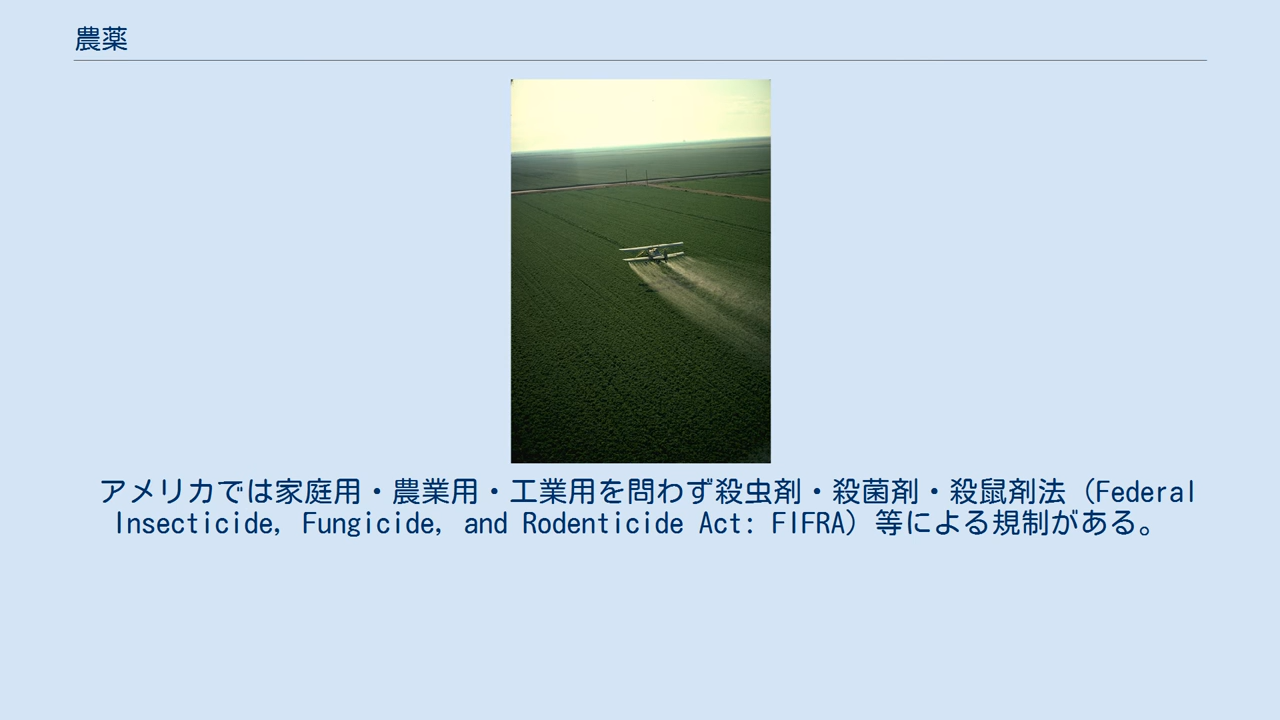 農薬
アメリカでは家庭用・農業用・工業用を問わず殺虫剤・殺菌剤・殺鼠剤法（Federal
Insecticide, Fungicide, and Rodenticide Act: FIFRA）等による規制がある。